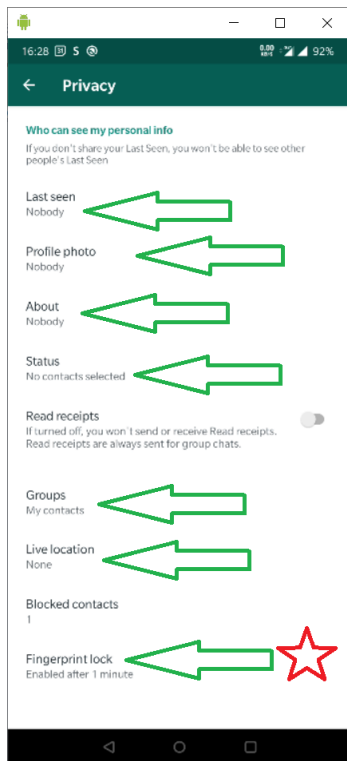 16:28 31 S 0.00 KB/S 92%
Privacy
Who can see my personal info
If you don't share your Last Seen, you won't be able to see other
people's Last Seen
Last seen
Nobody
Profile photo
Nobody
About
Nobody
Status
No contacts selected
Read receipts
If turned off, you won't send or receive Read receipts.
Read receipts are always sent for group chats.
Groups
My contacts
Live location
None
Blocked contacts
1
Fingerprint lock
Enabled after 1 minute